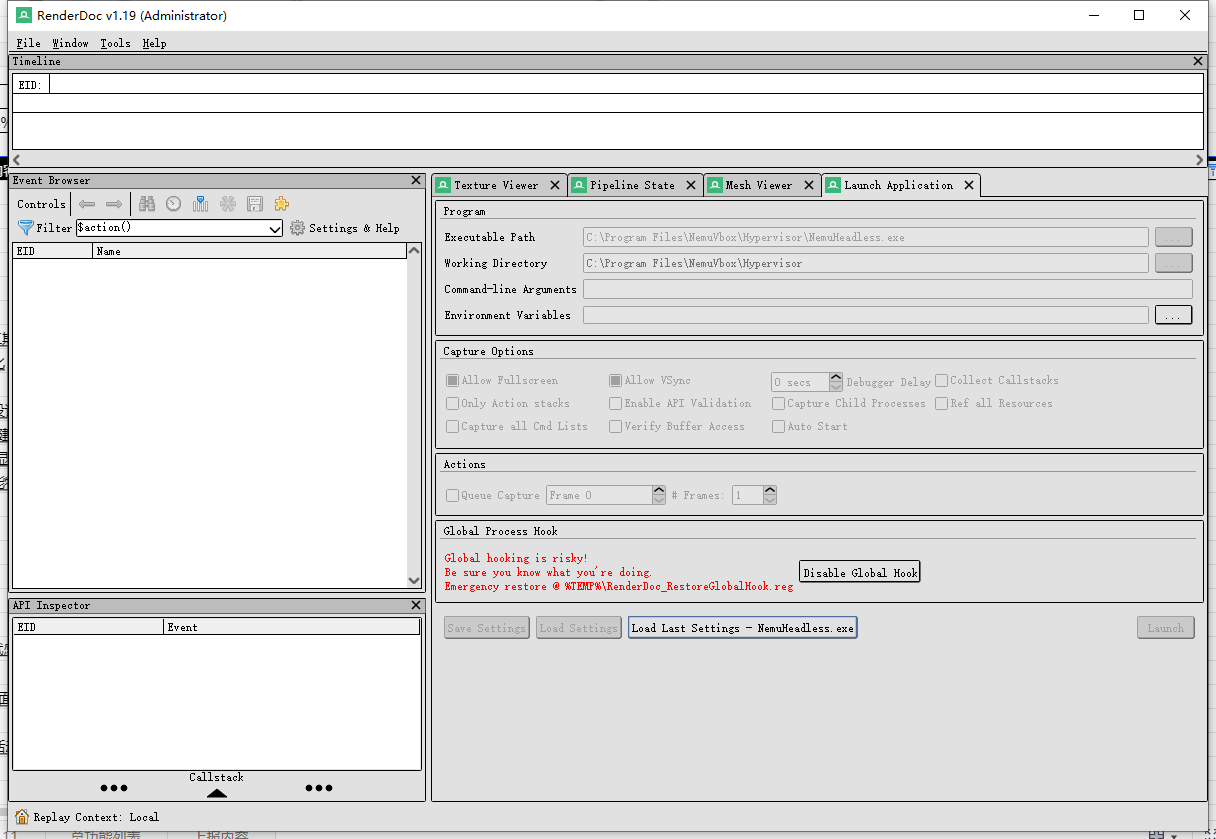 RenderDoc v1.19 (Administrator)
File Window Tools Help
Timeline
EID:
Event Browser
Controls
Filter $action() Settings & Help
EID Name
API Inspector
EID Event
Callstack
Texture Viewer Pipeline State Mesh Viewer Launch Application
Program
Executable Path C:\Program Files\NemuVbox\Hypervisor\NemuHeadless.exe ...
Working Directory C:\Program Files\NemuVbox\Hypervisor ...
Command-line Arguments
Environment Variables ...
Capture Options
Allow Fullscreen Allow VSync 0 secs Debugger Delay Collect Callstacks
Only Action stacks Enable API Validation Capture Child Processes Ref all Resources
Capture all Cmd Lists Verify Buffer Access Auto Start
Actions
Queue Capture Frame 0 # Frames: 1
Global Process Hook
Global hooking is risky!
Be sure you know what you're doing.
Emergency restore @ %TEMP%\RenderDoc_RestoreGlobalHook.reg
Disable Global Hook
Save Settings Load Settings Load Last Settings - NemuHeadless.exe Launch
Replay Context: Local